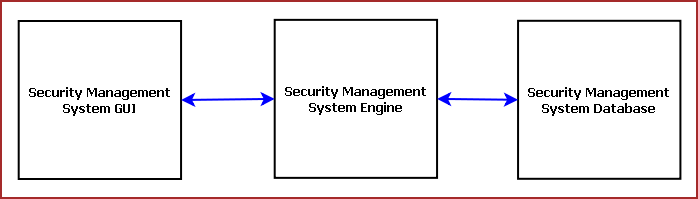 Security Management
System GUI
Security Management
System Engine
Security Management
System Database